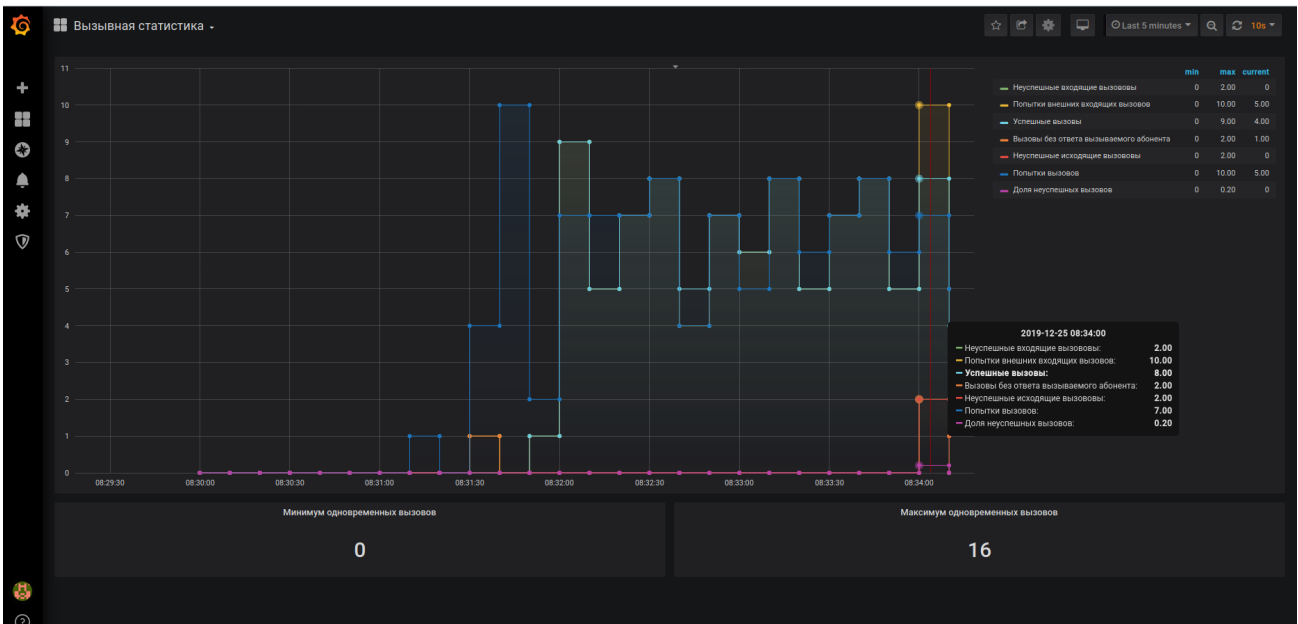 Вызывная статистика
Last 5 minutes
10s
11
10
9
8
7
6
5
4
3
2
1
0
08:29:30 08:30:00 08:30:30 08:31:00 08:31:30 08:32:00 08:32:30 08:33:00 08:33:30 08:34:00
min max current
Неуспешные входящие вызововы 0 2.00 0
Попытки внешних входящих вызовов 0 10.00 5.00
Успешные вызовы 0 9.00 4.00
Вызовы без ответа вызываемого абонента 0 2.00 1.00
Неуспешные исходящие вызововы 0 2.00 0
Попытки вызовов 0 10.00 5.00
Доля неуспешных вызовов 0 0.20 0
2019-12-25 08:34:00
Неуспешные входящие вызововы: 2.00
Попытки внешних входящих вызовов: 10.00
Успешные вызовы: 8.00
Вызовы без ответа вызываемого абонента: 2.00
Неуспешные исходящие вызововы: 2.00
Попытки вызовов: 7.00
Доля неуспешных вызовов: 0.20
Минимум одновременных вызовов
0
Максимум одновременных вызовов
16